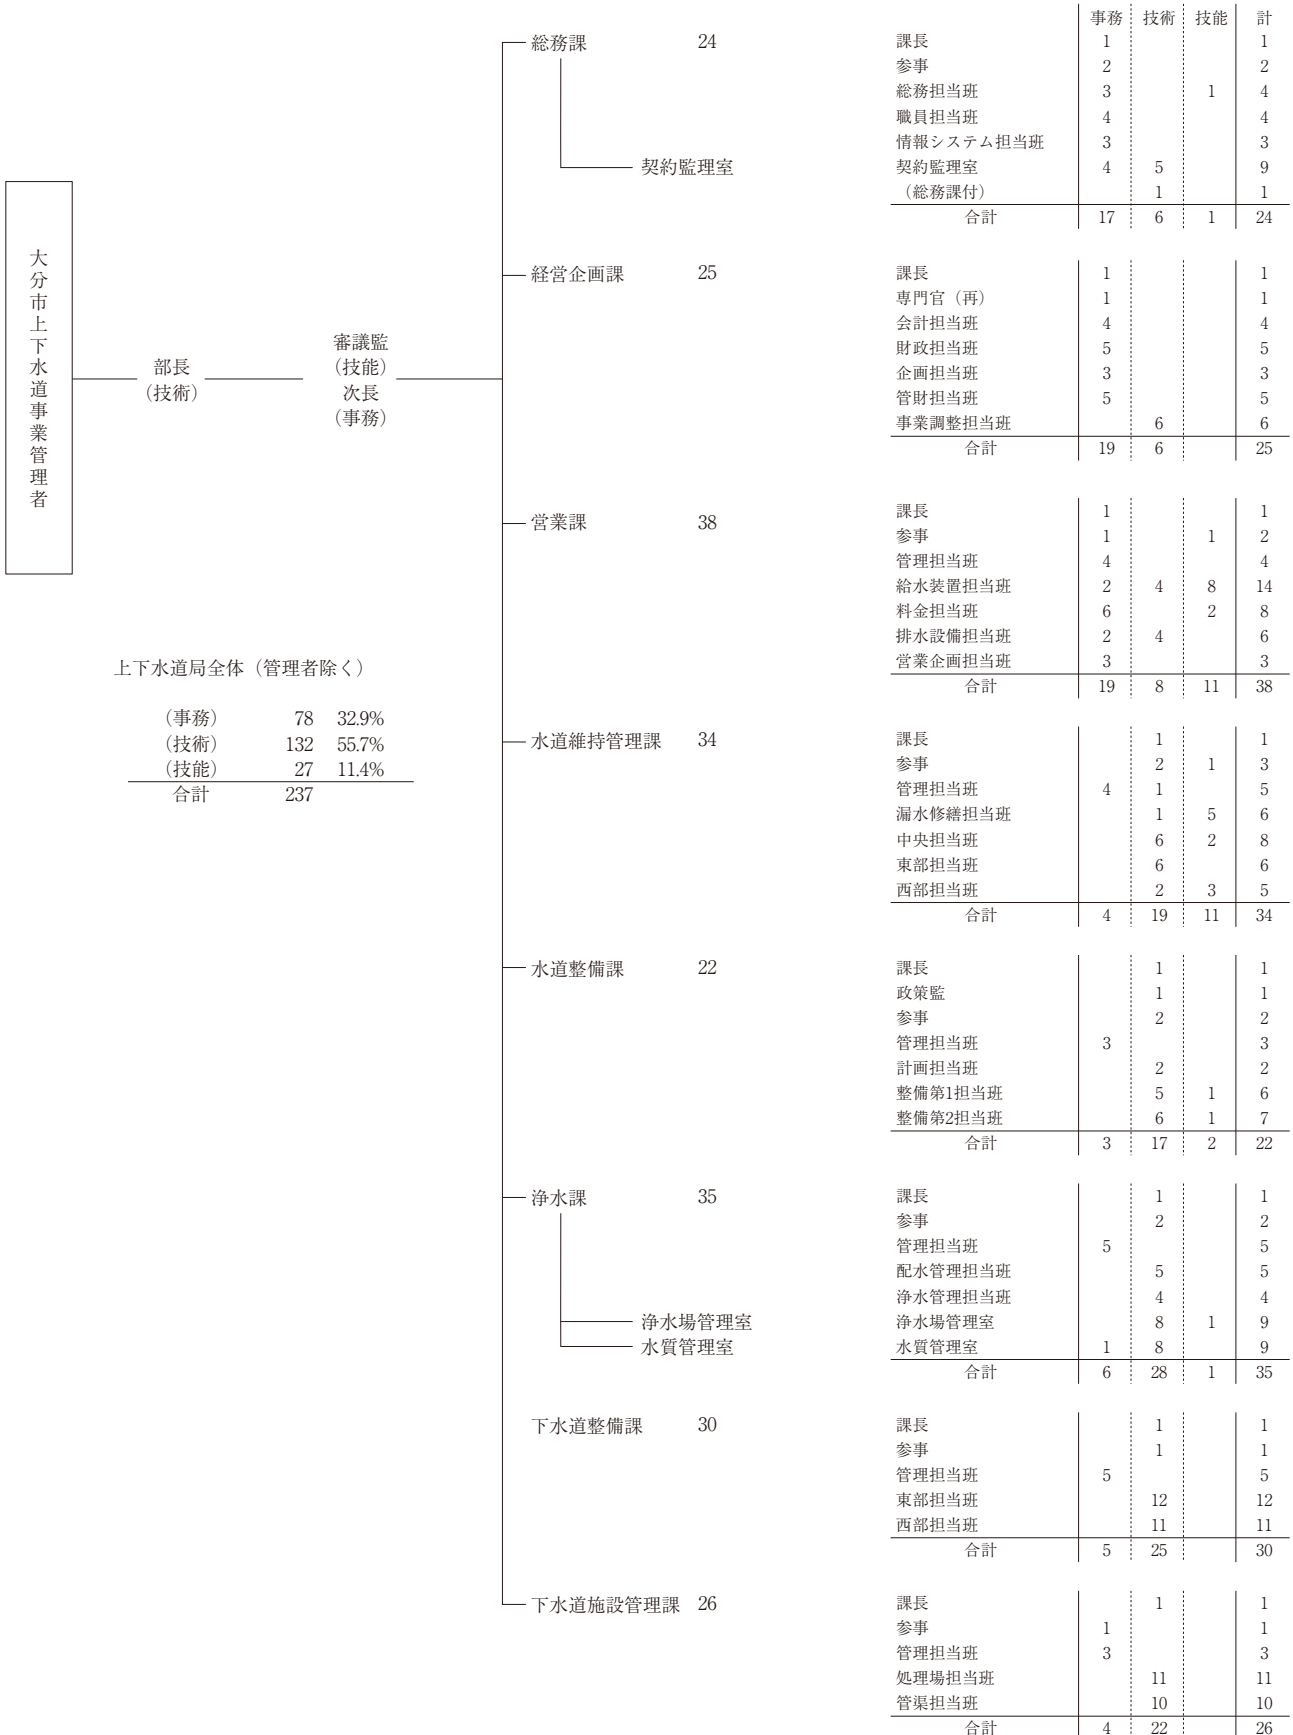 大分市上下水道事業管理者
部長
（技術）
審議監
（技能）
次長
（事務）
上下水道局全体（管理者除く）
（事務） 78 32.9%
（技術） 132 55.7%
（技能） 27 11.4%
合計 237
事務 技術 技能 計
総務課 24
契約監理室
課長 1 1
参事 2 2
総務担当班 3 1 4
職員担当班 4 4
情報システム担当班 3 3
契約監理室 4 5 9
（総務課付） 1 1
合計 17 6 1 24
経営企画課 25
課長 1 1
専門官（再） 1 1
会計担当班 4 4
財政担当班 5 5
企画担当班 3 3
管財担当班 5 5
事業調整担当班 6 6
合計 19 6 25
営業課 38
課長 1 1
参事 1 1 2
管理担当班 4 4
給水装置担当班 2 4 8 14
料金担当班 6 2 8
排水設備担当班 2 4 6
営業企画担当班 3 3
合計 19 8 11 38
水道維持管理課 34
課長 1 1
参事 2 1 3
管理担当班 4 1 5
漏水修繕担当班 1 5 6
中央担当班 6 2 8
東部担当班 6 6
西部担当班 2 3 5
合計 4 19 11 34
水道整備課 22
課長 1 1
政策監 1 1
参事 2 2
管理担当班 3 3
計画担当班 2 2
整備第1担当班 5 1 6
整備第2担当班 6 1 7
合計 3 17 2 22
浄水課 35
浄水場管理室
水質管理室
課長 1 1
参事 2 2
管理担当班 5 5
配水管理担当班 5 5
浄水管理担当班 4 4
浄水場管理室 8 1 9
水質管理室 1 8 9
合計 6 28 1 35
下水道整備課 30
課長 1 1
参事 1 1
管理担当班 5 5
東部担当班 12 12
西部担当班 11 11
合計 5 25 30
下水道施設管理課 26
課長 1 1
参事 1 1
管理担当班 3 3
処理場担当班 11 11
管渠担当班 10 10
合計 4 22 26